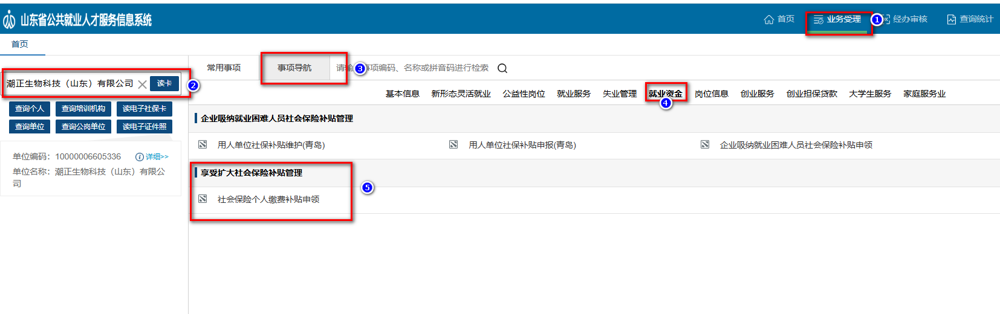 山东省公共就业人才服务信息系统
首页 业务受理 1 经办审核 查询统计
首页
常用事项 事项导航 3 事项编码、名称或拼音码进行检索
潮正生物科技（山东）有限公司 读卡 2
基本信息 新形态灵活就业 公益性岗位 就业服务 失业管理 就业资金 岗位信息 创业服务 创业担保贷款 大学生服务 家庭服务业
4
查询个人 查询培训机构 读电子社保卡
查询单位 查询公岗单位 读电子证件照
企业吸纳就业困难人员社会保险补贴管理
用人单位社保补贴维护(青岛) 用人单位社保补贴申报(青岛) 企业吸纳就业困难人员社会保险补贴申领
单位编码：10000006605336 详细>>
单位名称：潮正生物科技（山东）有限公
司
享受扩大社会保险补贴管理
5
社会保险个人缴费补贴申领